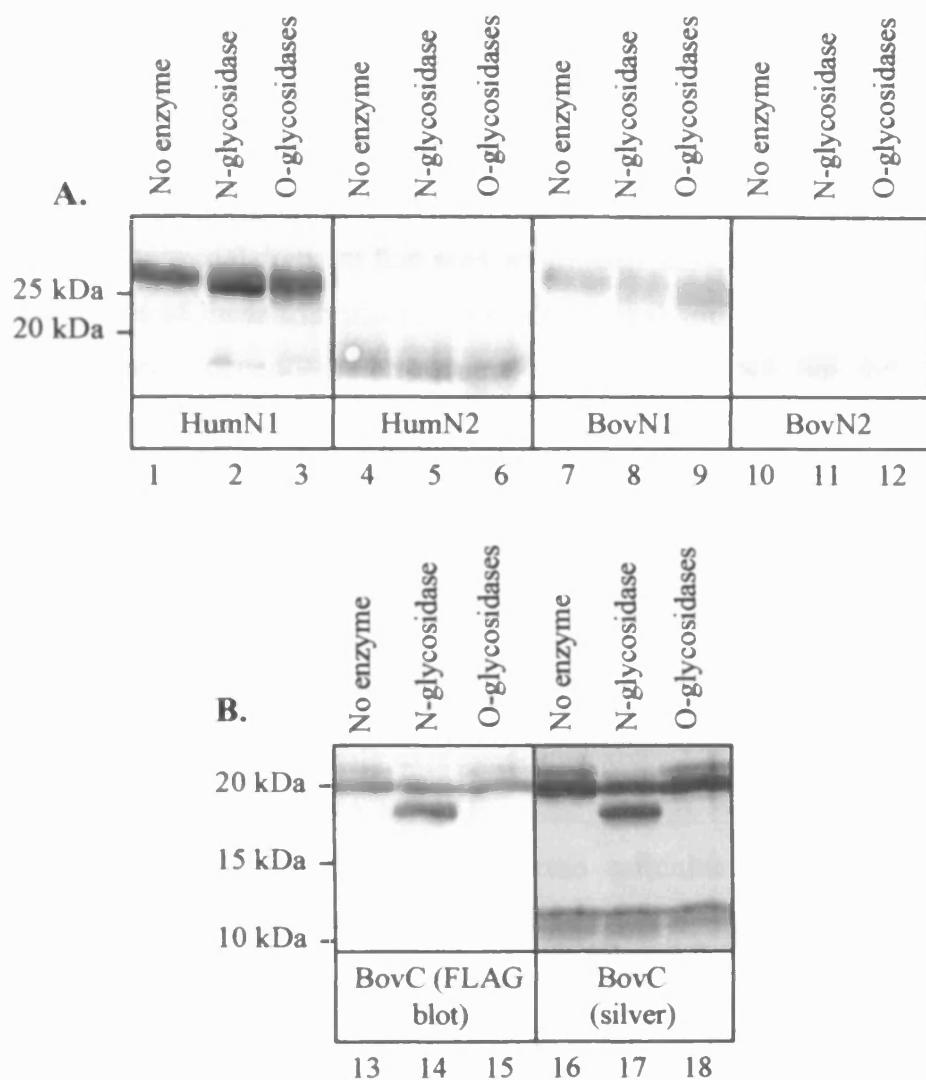 A.
No enzyme
N-glycosidase
O-glycosidases
No enzyme
N-glycosidase
O-glycosidases
No enzyme
N-glycosidase
O-glycosidases
No enzyme
N-glycosidase
O-glycosidases
25 kDa
20 kDa
HumN1 HumN2 BovN1 BovN2
1 2 3 4 5 6 7 8 9 10 11 12
B.
No enzyme
N-glycosidase
O-glycosidases
No enzyme
N-glycosidase
O-glycosidases
20 kDa
15 kDa
10 kDa
BovC (FLAG
blot)
BovC
(silver)
13 14 15 16 17 18